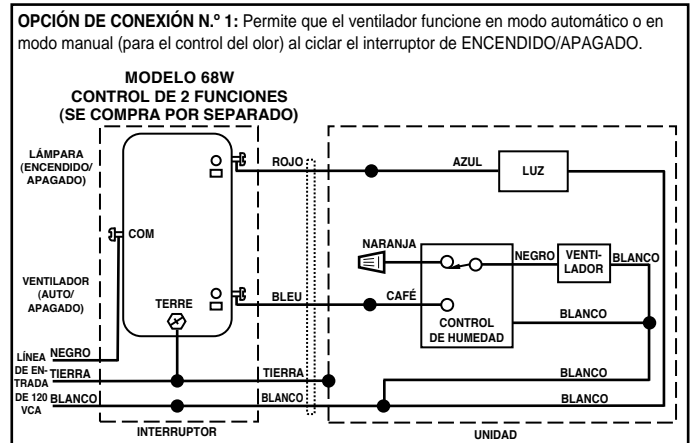 OPCIÓN DE CONEXIÓN N.º 1: Permite que el ventilador funcione en modo automático o en
modo manual (para el control del olor) al ciclar el interruptor de ENCENDIDO/APAGADO.
MODELO 68W
CONTROL DE 2 FUNCIONES
(SE COMPRA POR SEPARADO)
LÁMPARA
(ENCENDIDO/
APAGADO)
ROJO
AZUL
LUZ
COM
NARANJA
NEGRO
VENTI-
LADOR
BLANCO
VENTILADOR
(AUTO/
APAGADO)
TERRE
BLEU
CAFÉ
CONTROL
DE HUMEDAD
BLANCO
LÍNEA
DE EN-
TRADA
DE 120
VCA
NEGRO
TIERRA
TIERRA
BLANCO
BLANCO
BLANCO
BLANCO
INTERRUPTOR
UNIDAD